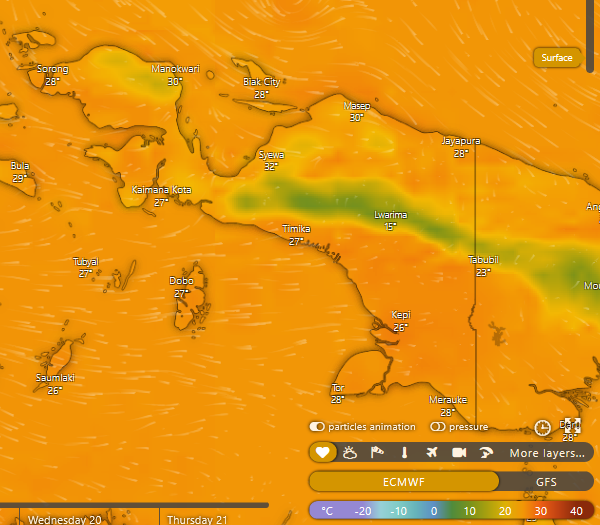 Surface
Sorong
28°
Manokwari
30°
Biak City
28°
Masep
30°
Jayapura
28°
Bula
29°
Syewa
32°
Kaimana Kota
27°
Lwarima
15°
Timika
27°
Tubyal
27°
Tabubil
23°
Dobo
27°
Kepi
26°
Saumlaki
26°
Tor
28°
Merauke
28°
28°
particles animation
pressure
More layers...
ECMWF
GFS
°C -20 -10 0 10 20 30 40
Wednesday 20
Thursday 21